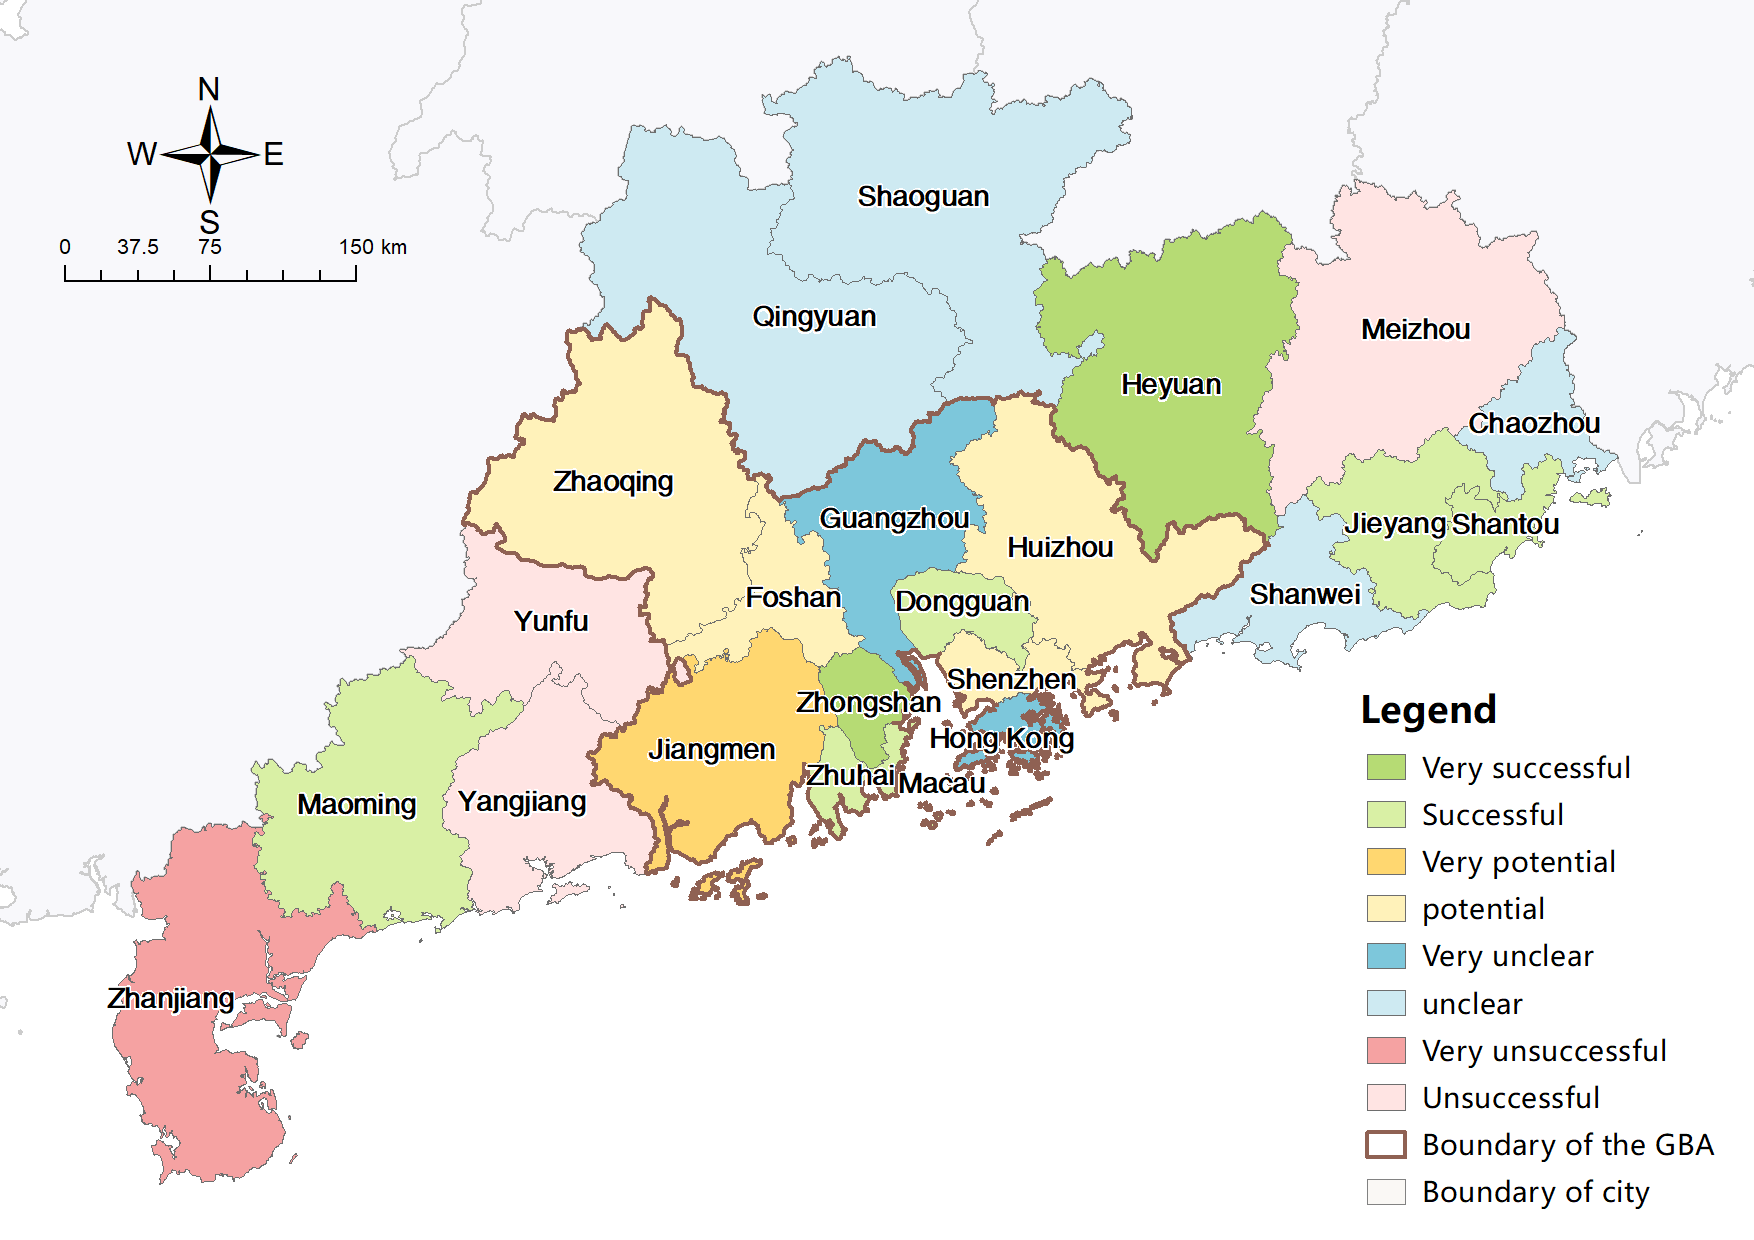 N
W E
S
0 37.5 75 150 km
Shaoguan
Qingyuan
Meizhou
Heyuan
Chaozhou
Zhaoqing
Guangzhou
Jieyang Shantou
Huizhou
Shanwei
Foshan
Dongguan
Yunfu
Shenzhen
Zhongshan
Hong Kong
Jiangmen
Zhuhai
Macau
Maoming
Yangjiang
Zhanjiang
Legend
Very successful
Successful
Very potential
potential
Very unclear
unclear
Very unsuccessful
Unsuccessful
Boundary of the GBA
Boundary of city